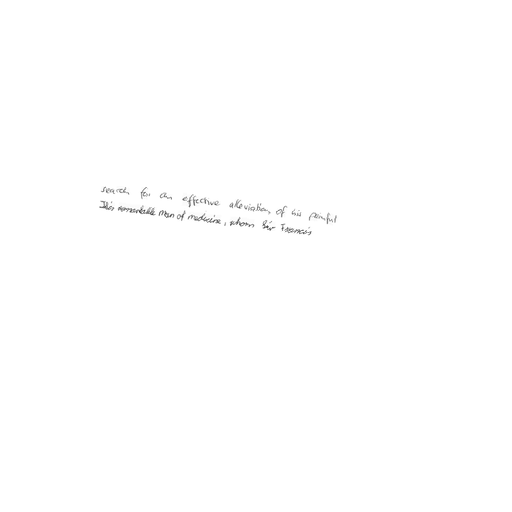 search for an effective alleviation of his painful
This remarkable man of medicine, whom Sir Francis